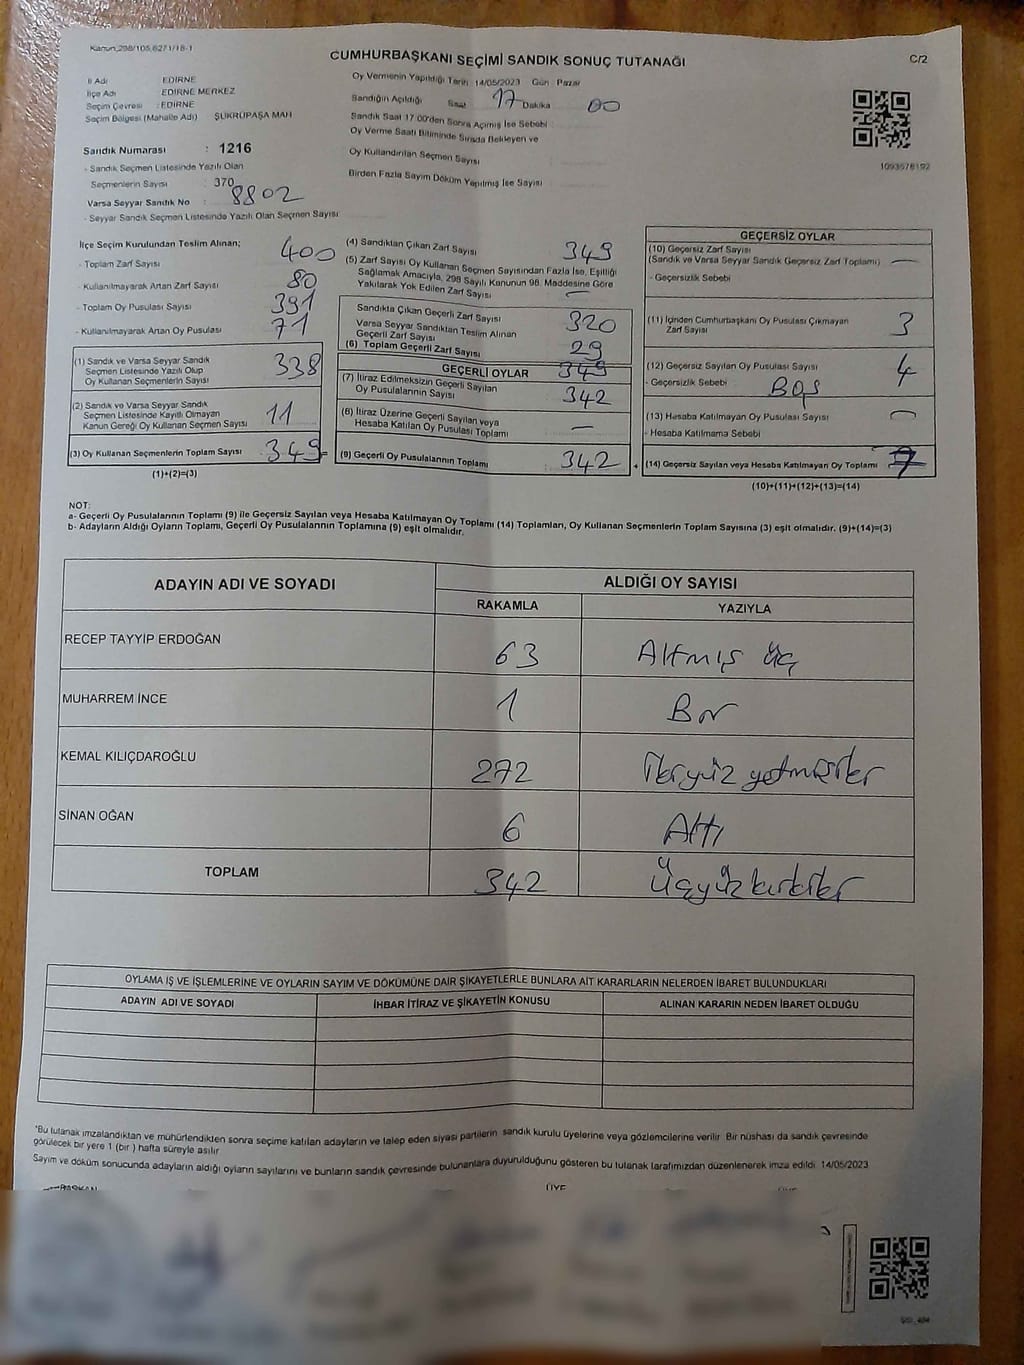 Kanun_298/105,6271/18-1
CUMHURBAŞKANI SEÇİMİ SANDIK SONUÇ TUTANAĞI
C/2
İl Adı : EDİRNE
İlçe Adı : EDİRNE MERKEZ
Seçim Çevresi : EDİRNE
Seçim Bölgesi (Mahalle Adı) ŞÜKRÜPAŞA MAH
Sandık Numarası : 1216
- Sandık Seçmen Listesinde Yazılı Olan
Seçmenlerin Sayısı : 370
Varsa Seyyar Sandık No : 8802
- Seyyar Sandık Seçmen Listesinde Yazılı Olan Seçmen Sayısı
Oy Vermenin Yapıldığı Tarih 14/05/2023 Gün - Pazar
Sandığın Açıldığı Saat 17 Dakika 00
Sandık Saat 17:00'den Sonra Açılmış İse Sebebi
Oy Verme Saati Bitiminde Sırada Bekleyen ve
Oy Kullandırılan Seçmen Sayısı
Birden Fazla Sayım Döküm Yapılmış İse Sayısı
1093578192
İlçe Seçim Kurulundan Teslim Alınan;
- Toplam Zarf Sayısı 400
- Kullanılmayarak Artan Zarf Sayısı 80
- Toplam Oy Pusulası Sayısı 391
- Kullanılmayarak Artan Oy Pusulası 71
(1) Sandık ve Varsa Seyyar Sandık
Seçmen Listesinde Yazılı Olup
Oy Kullanan Seçmenlerin Sayısı 338
(2) Sandık ve Varsa Seyyar Sandık
Seçmen Listesinde Kayıtlı Olmayan
Kanun Gereği Oy Kullanan Seçmen Sayısı 11
(3) Oy Kullanan Seçmenlerin Toplam Sayısı 349
(1)+(2)=(3)
(4) Sandıktan Çıkan Zarf Sayısı 349
(5) Zarf Sayısı Oy Kullanan Seçmen Sayısından Fazla İse, Eşitliği
Sağlamak Amacıyla, 298 Sayılı Kanunun 98. Maddesine Göre
Yakılarak Yok Edilen Zarf Sayısı —
Sandıkta Çıkan Geçerli Zarf Sayısı 320
Varsa Seyyar Sandıktan Teslim Alınan
Geçerli Zarf Sayısı 29
(6) Toplam Geçerli Zarf Sayısı 349
GEÇERLİ OYLAR
(7) İtiraz Edilmeksizin Geçerli Sayılan
Oy Pusulalarının Sayısı 342
(8) İtiraz Üzerine Geçerli Sayılan veya
Hesaba Katılan Oy Pusulası Toplamı —
(9) Geçerli Oy Pusulalarının Toplamı 342
GEÇERSİZ OYLAR
(10) Geçersiz Zarf Sayısı
(Sandık ve Varsa Seyyar Sandık Geçersiz Zarf Toplamı) —
- Geçersizlik Sebebi
(11) İçinden Cumhurbaşkanı Oy Pusulası Çıkmayan
Zarf Sayısı 3
(12) Geçersiz Sayılan Oy Pusulası Sayısı 4
- Geçersizlik Sebebi BOŞ
(13) Hesaba Katılmayan Oy Pusulası Sayısı —
- Hesaba Katılmama Sebebi
(14) Geçersiz Sayılan veya Hesaba Katılmayan Oy Toplamı 7
(10)+(11)+(12)+(13)=(14)
NOT:
a- Geçerli Oy Pusulalarının Toplamı (9) ile Geçersiz Sayılan veya Hesaba Katılmayan Oy Toplamı (14) Toplamları, Oy Kullanan Seçmenlerin Toplam Sayısına (3) eşit olmalıdır. (9)+(14)=(3)
b- Adayların Aldığı Oyların Toplamı, Geçerli Oy Pusulalarının Toplamına (9) eşit olmalıdır.
ADAYIN ADI VE SOYADI ALDIĞI OY SAYISI
RAKAMLA YAZIYLA
RECEP TAYYİP ERDOĞAN 63 Altmış üç
MUHARREM İNCE 1 Bir
KEMAL KILIÇDAROĞLU 272 ikiyüz yetmişiki
SİNAN OĞAN 6 Altı
TOPLAM 342 Üçyüzkırkiki
OYLAMA İŞ VE İŞLEMLERİNE VE OYLARIN SAYIM VE DÖKÜMÜNE DAİR ŞİKAYETLERLE BUNLARA AİT KARARLARIN NELERDEN İBARET BULUNDUKLARI
ADAYIN ADI VE SOYADI İHBAR İTİRAZ VE ŞİKAYETİN KONUSU ALINAN KARARIN NEDEN İBARET OLDUĞU
*Bu tutanak imzalandıktan ve mühürlendikten sonra seçime katılan adayların ve talep eden siyasi partilerin sandık kurulu üyelerine veya gözlemcilerine verilir. Bir nüshası da sandık çevresinde
görülecek bir yere 1 (bir) hafta süreyle asılır
Sayım ve döküm sonucunda adayların aldığı oyların sayılarını ve bunların sandık çevresinde bulunanlara duyurulduğunu gösteren bu tutanak tarafımızdan düzenlenerek imza edildi 14/05/2023
BAŞKAN ÜYE ÜYE